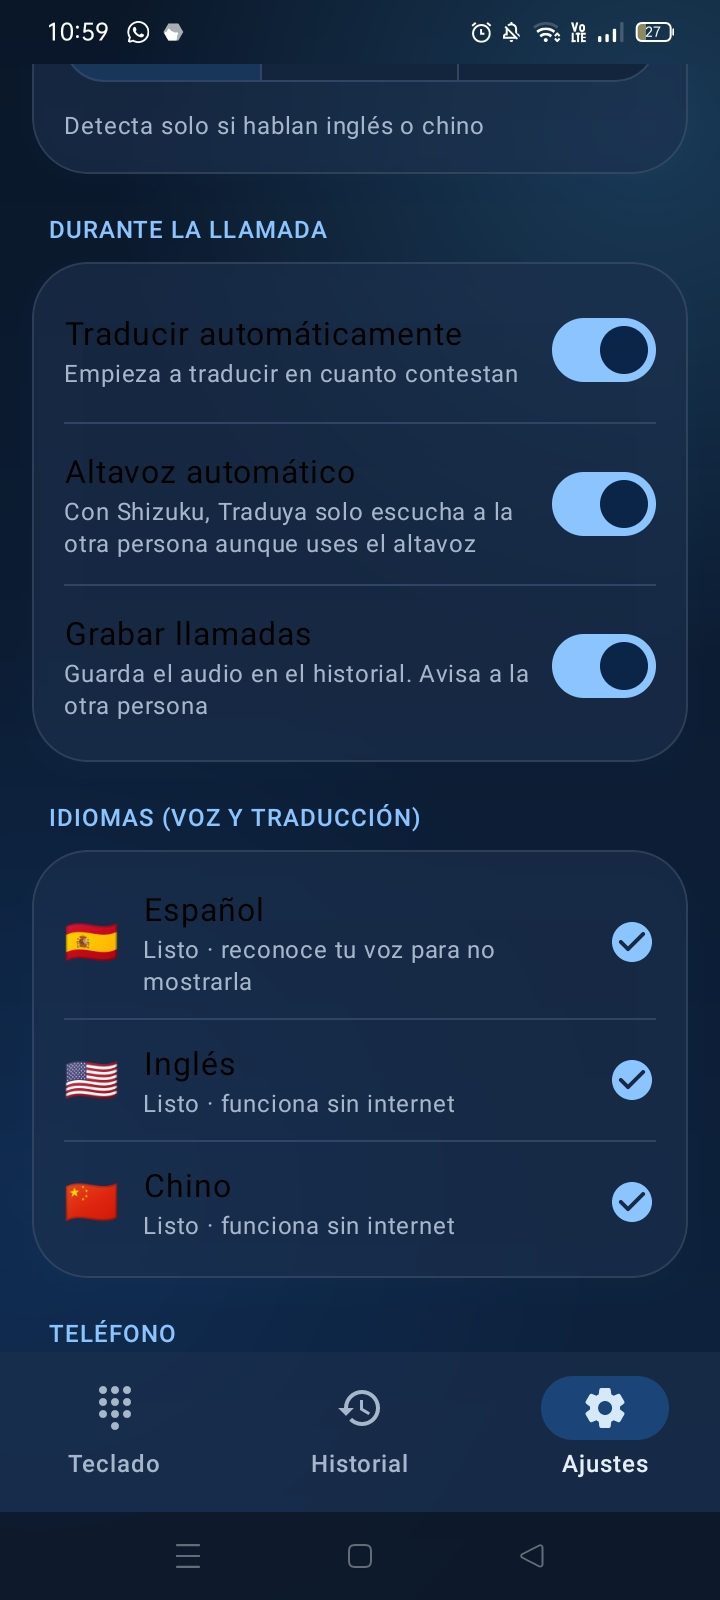 10:59
VoLTE
27
Detecta solo si hablan inglés o chino
DURANTE LA LLAMADA
Traducir automáticamente
Empieza a traducir en cuanto contestan
Altavoz automático
Con Shizuku, Traduya solo escucha a la
otra persona aunque uses el altavoz
Grabar llamadas
Guarda el audio en el historial. Avisa a la
otra persona
IDIOMAS (VOZ Y TRADUCCIÓN)
Español
Listo · reconoce tu voz para no
mostrarla
Inglés
Listo · funciona sin internet
Chino
Listo · funciona sin internet
TELÉFONO
Teclado
Historial
Ajustes